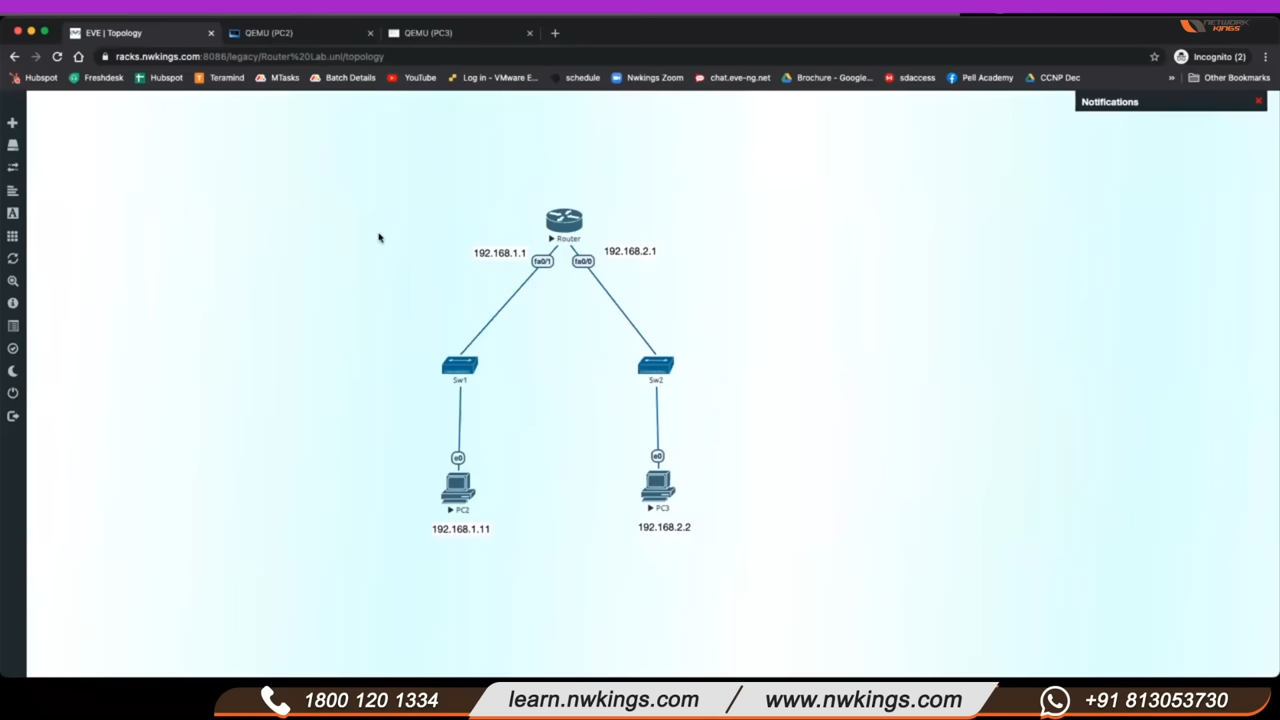 NETWORK
KINGS
EVE | Topology
QEMU (PC2)
QEMU (PC3)
racks.nwkings.com:8086/legacy/Router%20Lab.unl/topology
Incognito (2)
Hubspot
Freshdesk
Hubspot
Teramind
MTasks
Batch Details
YouTube
Log in - VMware E...
schedule
Nwkings Zoom
chat.eve-ng.net
Brochure - Google...
sdaccess
Pell Academy
CCNP Dec
»
Other Bookmarks
Notifications
Router
192.168.1.1
192.168.2.1
fa0/1
fa0/0
Sw1
Sw2
e0
e0
PC2
PC3
192.168.1.11
192.168.2.2
1800 120 1334
learn.nwkings.com
/
www.nwkings.com
+91 813053730